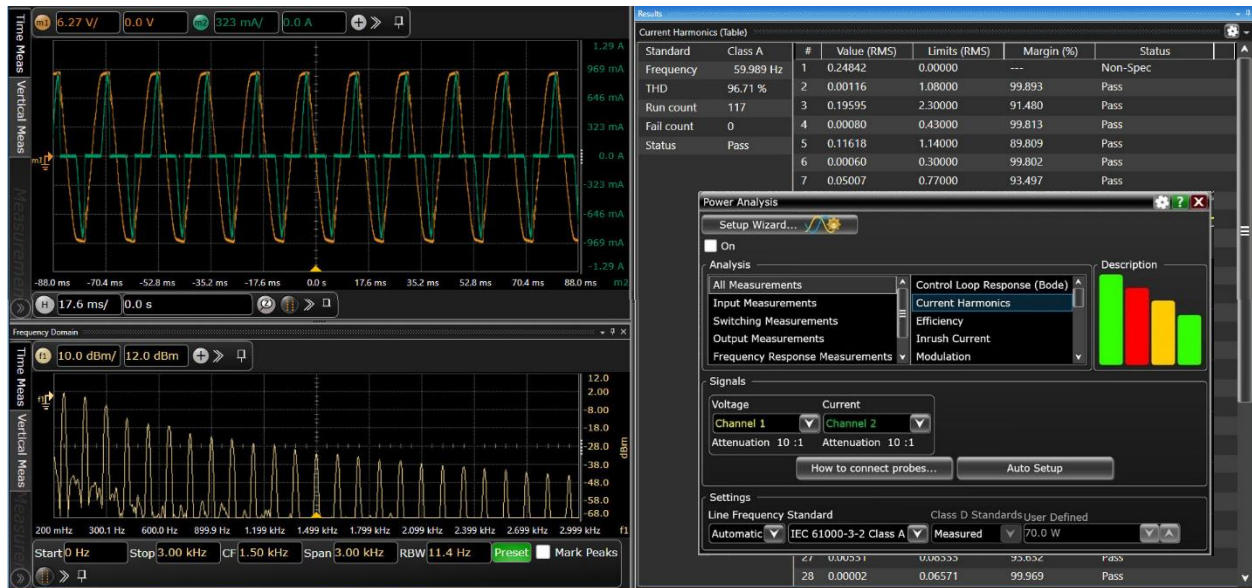 Time Meas
Vertical Meas
Measurements
m1 6.27 V/ 0.0 V m2 323 mA/ 0.0 A
1.29 A
969 mA
646 mA
323 mA
0.0 A
-323 mA
-646 mA
-969 mA
-1.29 A
m1
-88.0 ms -70.4 ms -52.8 ms -35.2 ms -17.6 ms 0.0 s 17.6 ms 35.2 ms 52.8 ms 70.4 ms 88.0 ms m2
H 17.6 ms/ 0.0 s
Frequency Domain
Time Meas
Vertical Meas
f1 10.0 dBm/ 12.0 dBm
12.0
2.00
-8.00
-18.0
-28.0
-38.0
-48.0
-58.0
-68.0
dBm
f1
200 mHz 300.1 Hz 600.0 Hz 899.9 Hz 1.199 kHz 1.499 kHz 1.799 kHz 2.099 kHz 2.399 kHz 2.699 kHz 2.999 kHz f1
Start 0 Hz Stop 3.00 kHz CF 1.50 kHz Span 3.00 kHz RBW 11.4 Hz Preset Mark Peaks
Results
Current Harmonics (Table)
Standard Class A # Value (RMS) Limits (RMS) Margin (%) Status
Frequency 59.989 Hz 1 0.24842 0.00000 --- Non-Spec
THD 96.71 % 2 0.00116 1.08000 99.893 Pass
Run count 117 3 0.19595 2.30000 91.480 Pass
Fail count 0 4 0.00080 0.43000 99.813 Pass
Status Pass 5 0.11618 1.14000 89.809 Pass
6 0.00060 0.30000 99.802 Pass
7 0.05007 0.77000 93.497 Pass
Power Analysis ? X
Setup Wizard...
On
Analysis
Description
All Measurements
Input Measurements
Switching Measurements
Output Measurements
Frequency Response Measurements
Control Loop Response (Bode)
Current Harmonics
Efficiency
Inrush Current
Modulation
Signals
Voltage Current
Channel 1 Channel 2
Attenuation 10 :1 Attenuation 10 :1
How to connect probes... Auto Setup
Settings
Line Frequency Standard Class D Standards User Defined
Automatic IEC 61000-3-2 Class A Measured 70.0 W
27 0.00551 0.08333 93.632 Pass
28 0.00002 0.06571 99.969 Pass